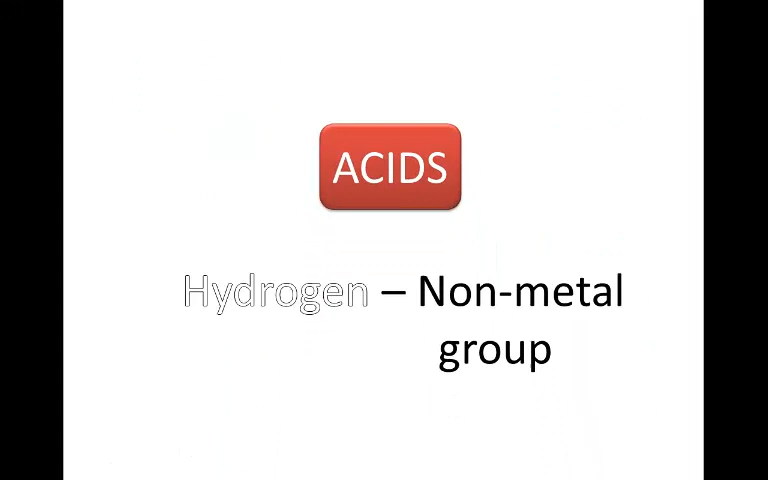 ACIDS
Hydrogen – Non-metal
group